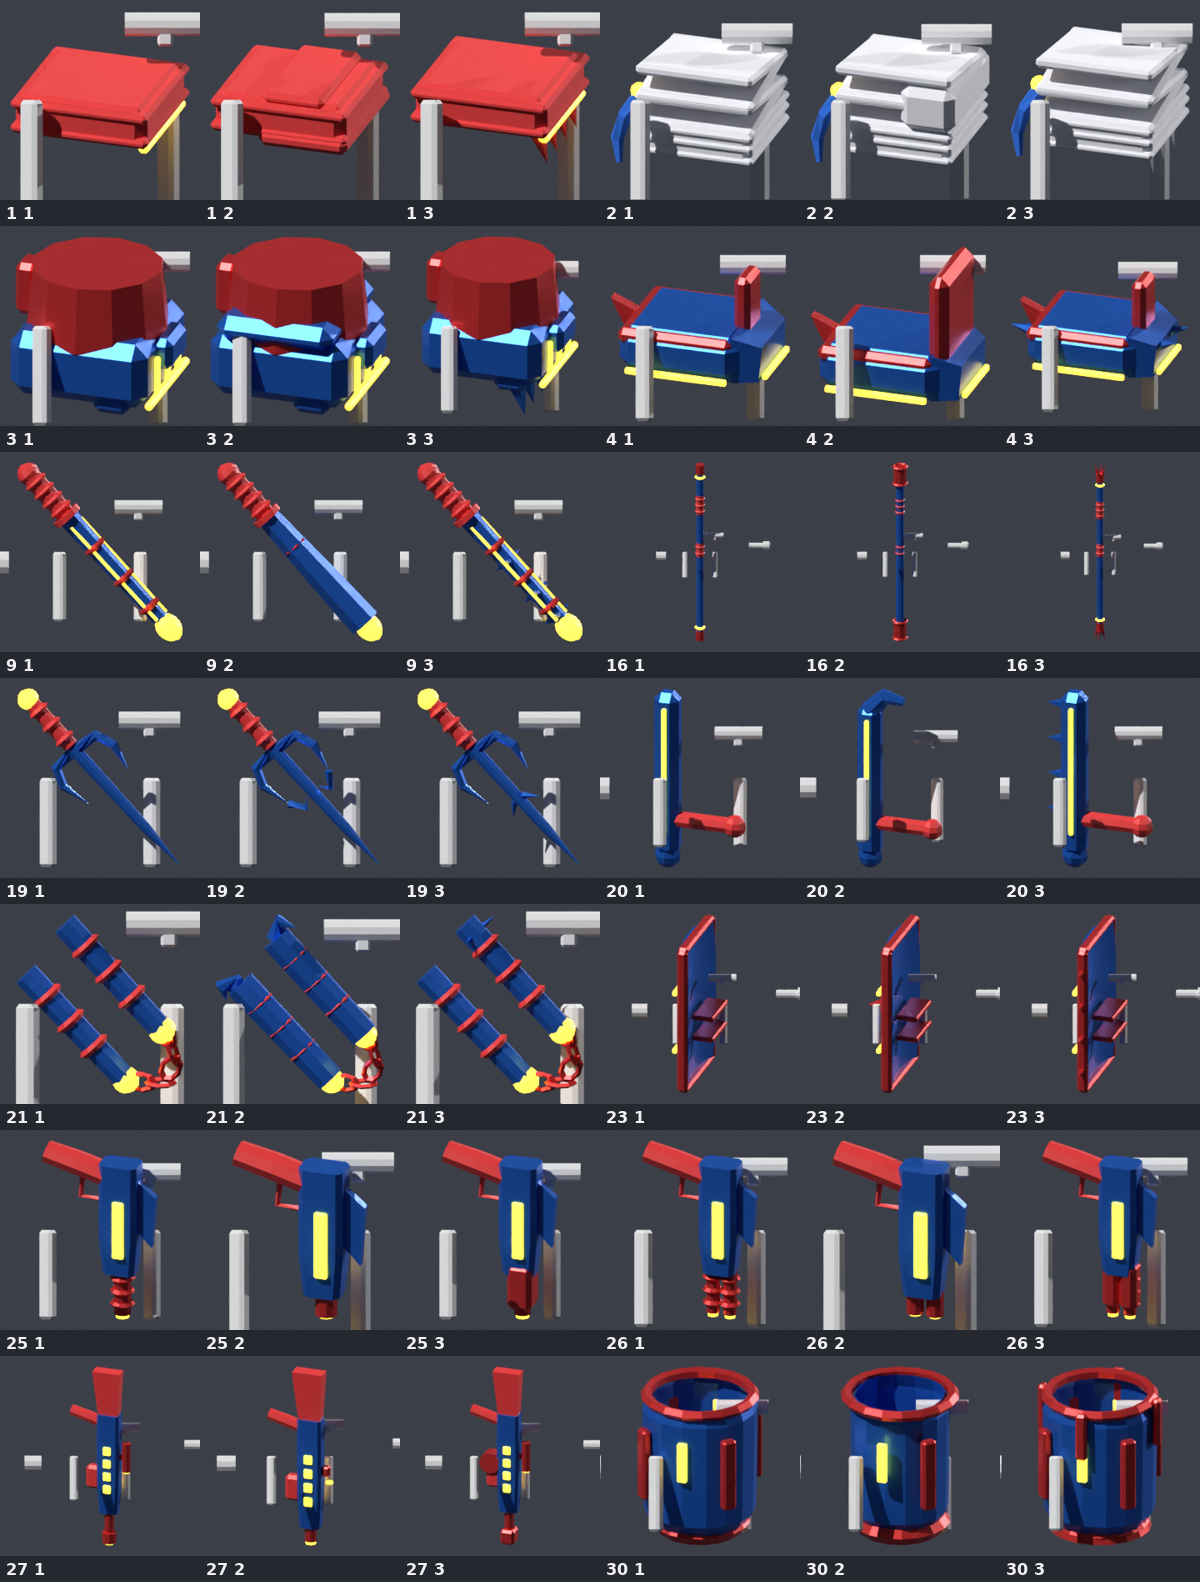 1 1 1 2 1 3 2 1 2 2 2 3
3 1 3 2 3 3 4 1 4 2 4 3
9 1 9 2 9 3 16 1 16 2 16 3
19 1 19 2 19 3 20 1 20 2 20 3
21 1 21 2 21 3 23 1 23 2 23 3
25 1 25 2 25 3 26 1 26 2 26 3
27 1 27 2 27 3 30 1 30 2 30 3